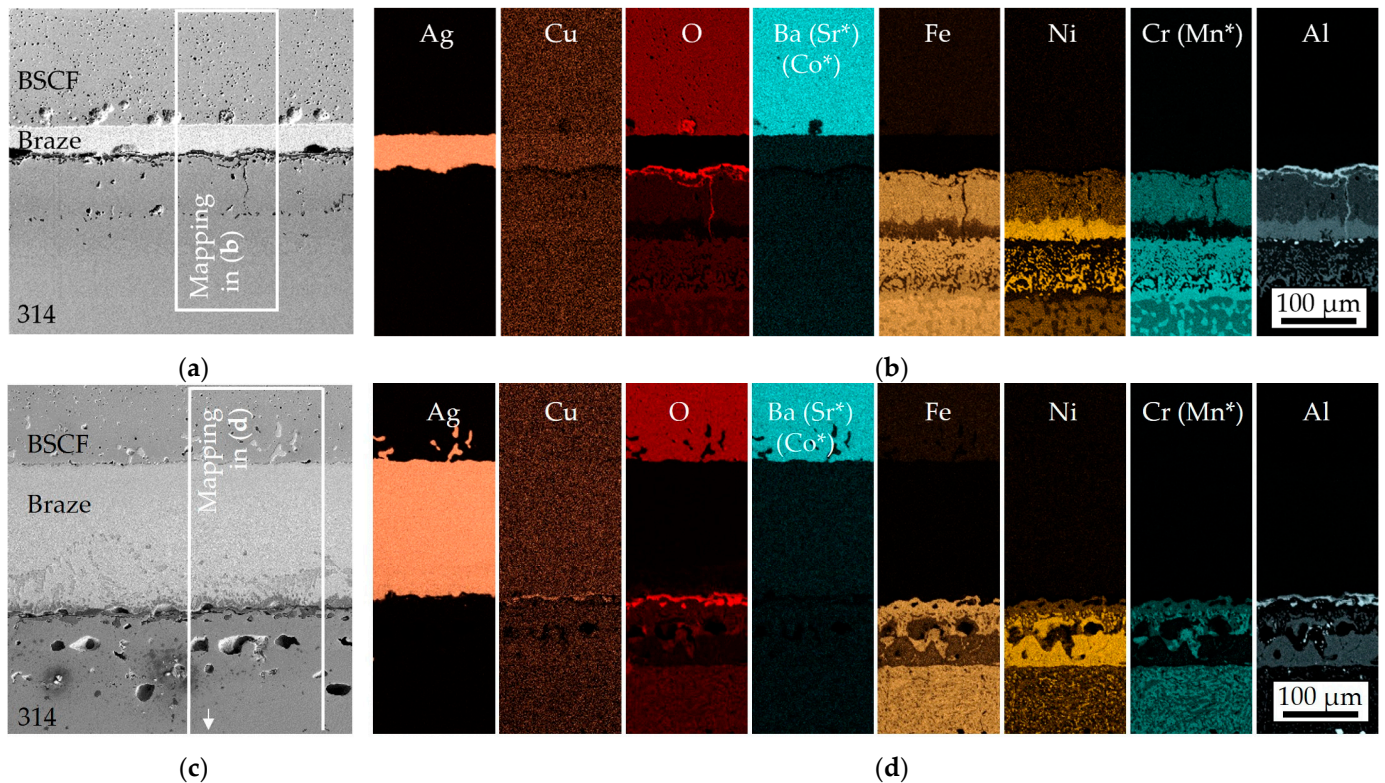 BSCF
Braze
Mapping
in (b)
314
(a)
Ag
Cu
O
Ba (Sr*)
(Co*)
Fe
Ni
Cr (Mn*)
Al
100 µm
(b)
BSCF
Braze
Mapping
in (d)
314
(c)
Ag
Cu
O
Ba (Sr*)
(Co*)
Fe
Ni
Cr (Mn*)
Al
100 µm
(d)